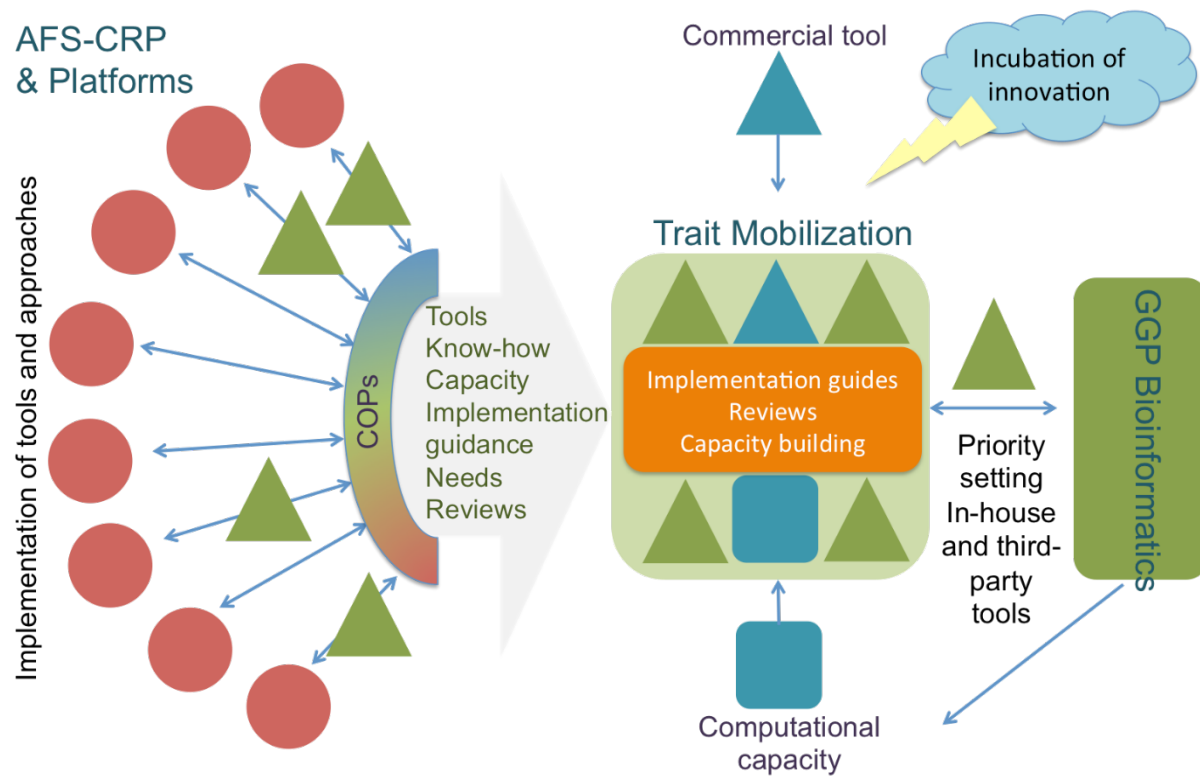 AFS-CRP
& Platforms
Implementation of tools and approaches
COPs
Tools
Know-how
Capacity
Implementation
guidance
Needs
Reviews
Commercial tool
Incubation of
innovation
Trait Mobilization
Implementation guides
Reviews
Capacity building
Computational
capacity
Priority
setting
In-house
and third-
party
tools
GGP Bioinformatics